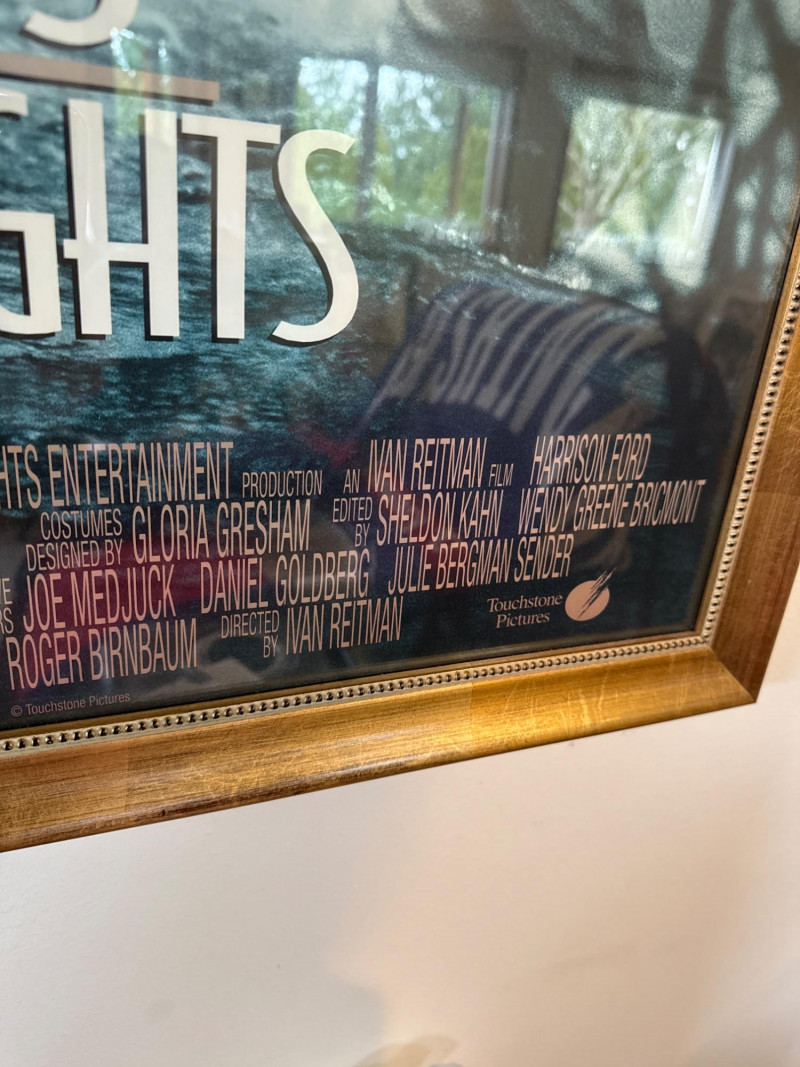 S
GHTS
HTS ENTERTAINMENT PRODUCTION AN IVAN REITMAN FILM HARRISON FORD
COSTUMES DESIGNED BY GLORIA GRESHAM EDITED BY SHELDON KAHN WENDY GREENE BRICMONT
JOE MEDJUCK DANIEL GOLDBERG JULIE BERGMAN SENDER
ROGER BIRNBAUM DIRECTED BY IVAN REITMAN
Touchstone
Pictures
© Touchstone Pictures